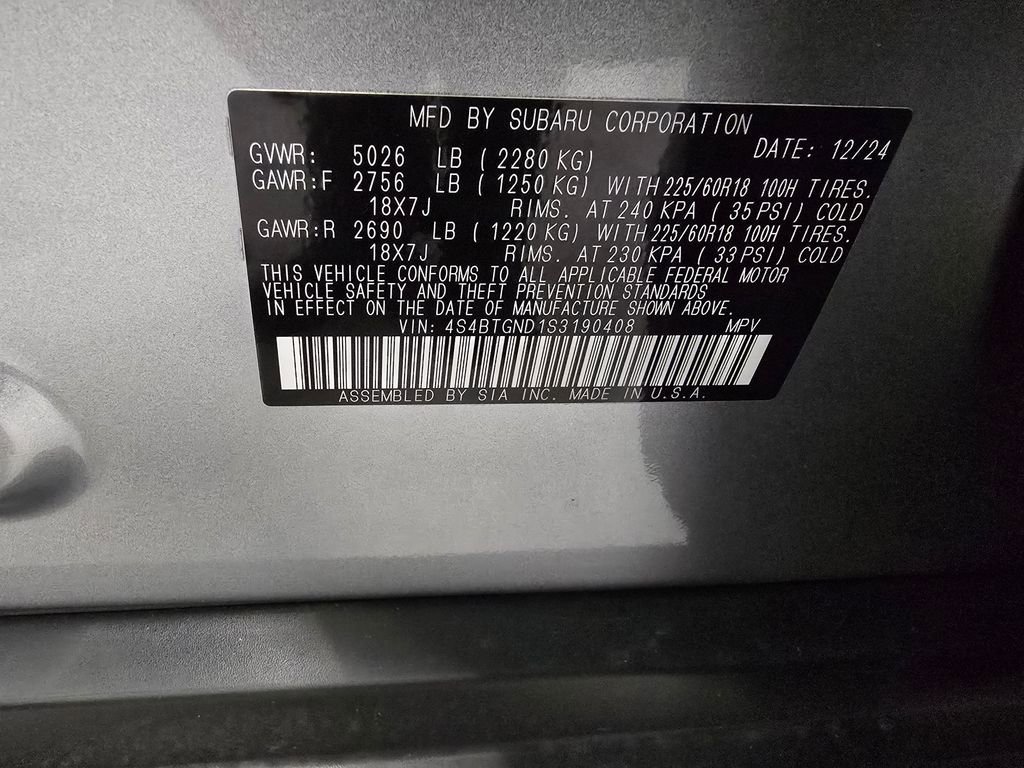 MFD BY SUBARU CORPORATION
DATE: 12/24
GVWR: 5026 LB (2280 KG)
GAWR:F 2756 LB (1250 KG) WITH 225/60R18 100H TIRES.
18X7J RIMS. AT 240 KPA (35 PSI) COLD
GAWR:R 2690 LB (1220 KG) WITH 225/60R18 100H TIRES.
18X7J RIMS. AT 230 KPA (33 PSI) COLD
THIS VEHICLE CONFORMS TO ALL APPLICABLE FEDERAL MOTOR
VEHICLE SAFETY AND THEFT PREVENTION STANDARDS
IN EFFECT ON THE DATE OF MANUFACTURE SHOWN ABOVE.
VIN: 4S4BTGND1S3190408 MPV
ASSEMBLED BY SIA INC. MADE IN U.S.A.